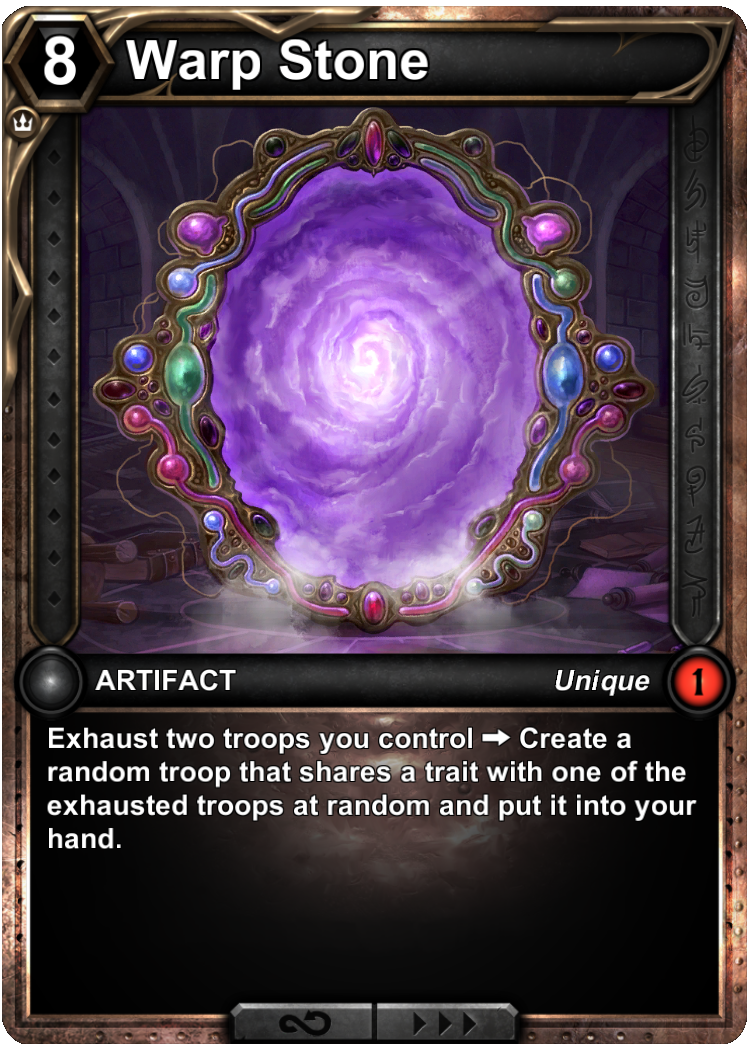 8 Warp Stone
ARTIFACT Unique 1
Exhaust two troops you control ➡ Create a
random troop that shares a trait with one of the
exhausted troops at random and put it into your
hand.